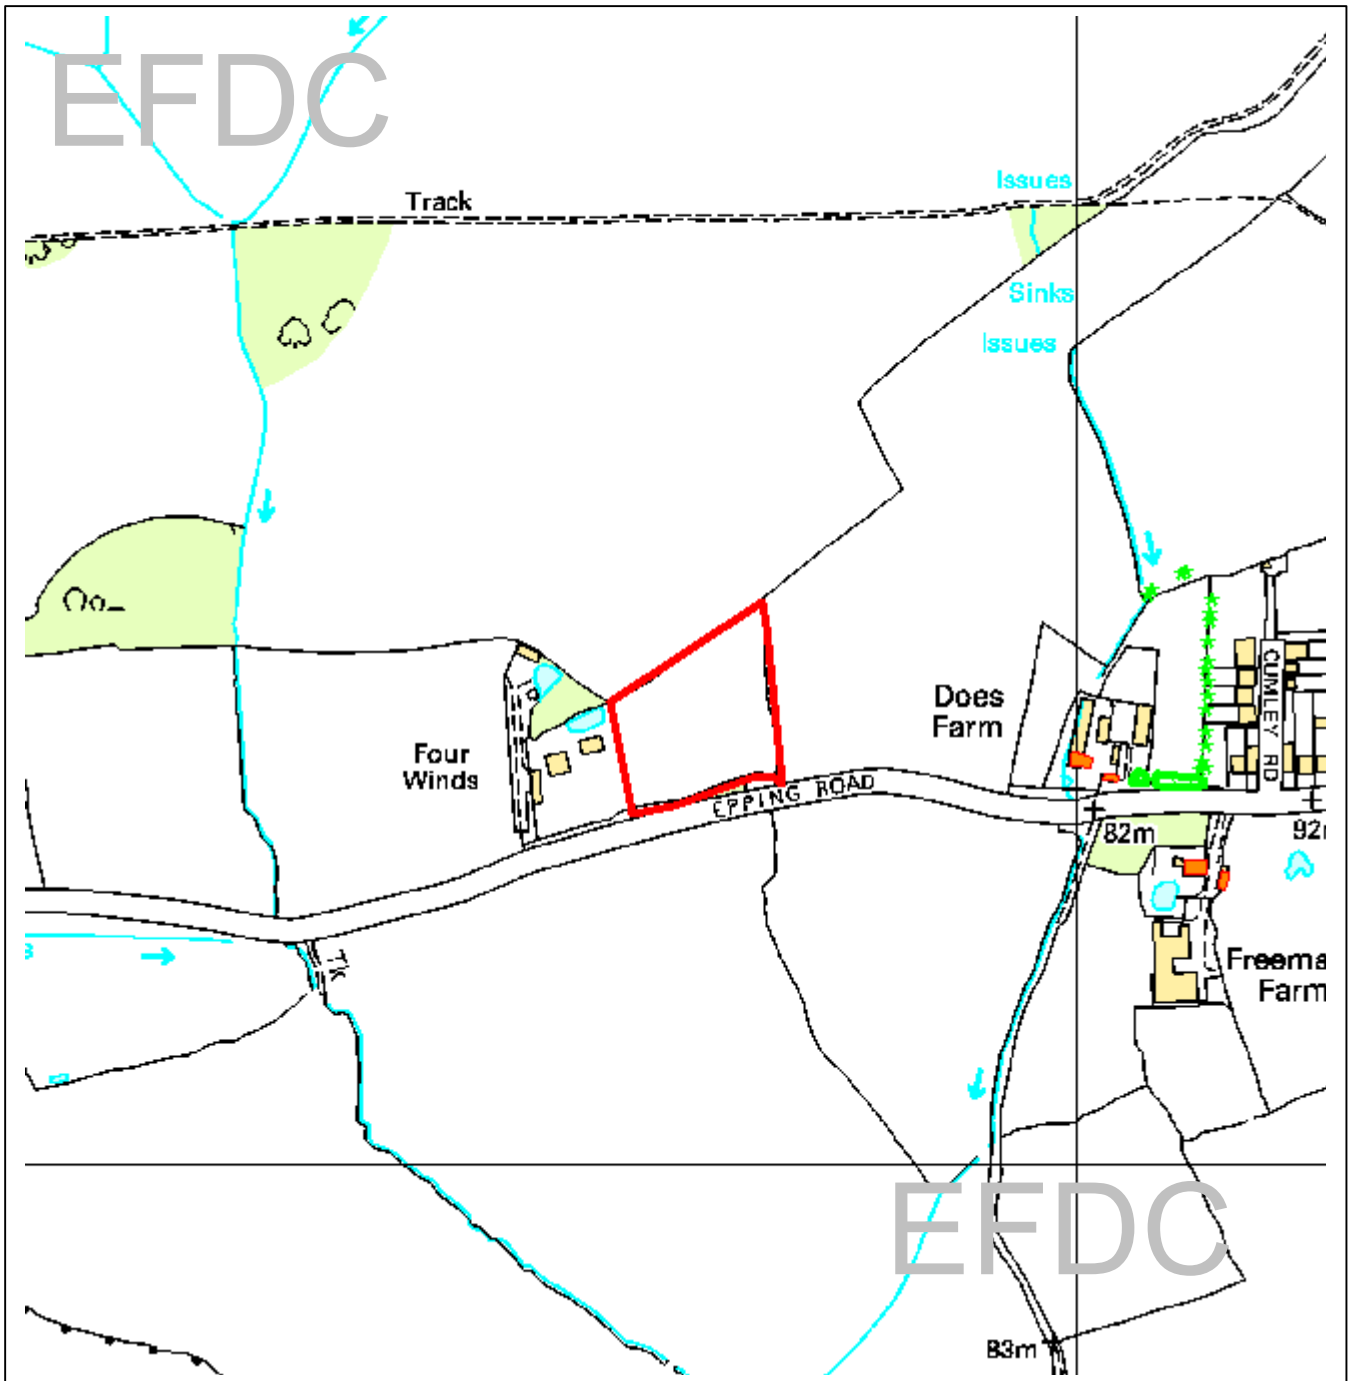 EFDC
Track
Issues
Sinks
Issues
Does
Farm
CUMLEY RD
Four
Winds
EPPING ROAD
82m
92
TK
Freema
Farm
EFDC
83m